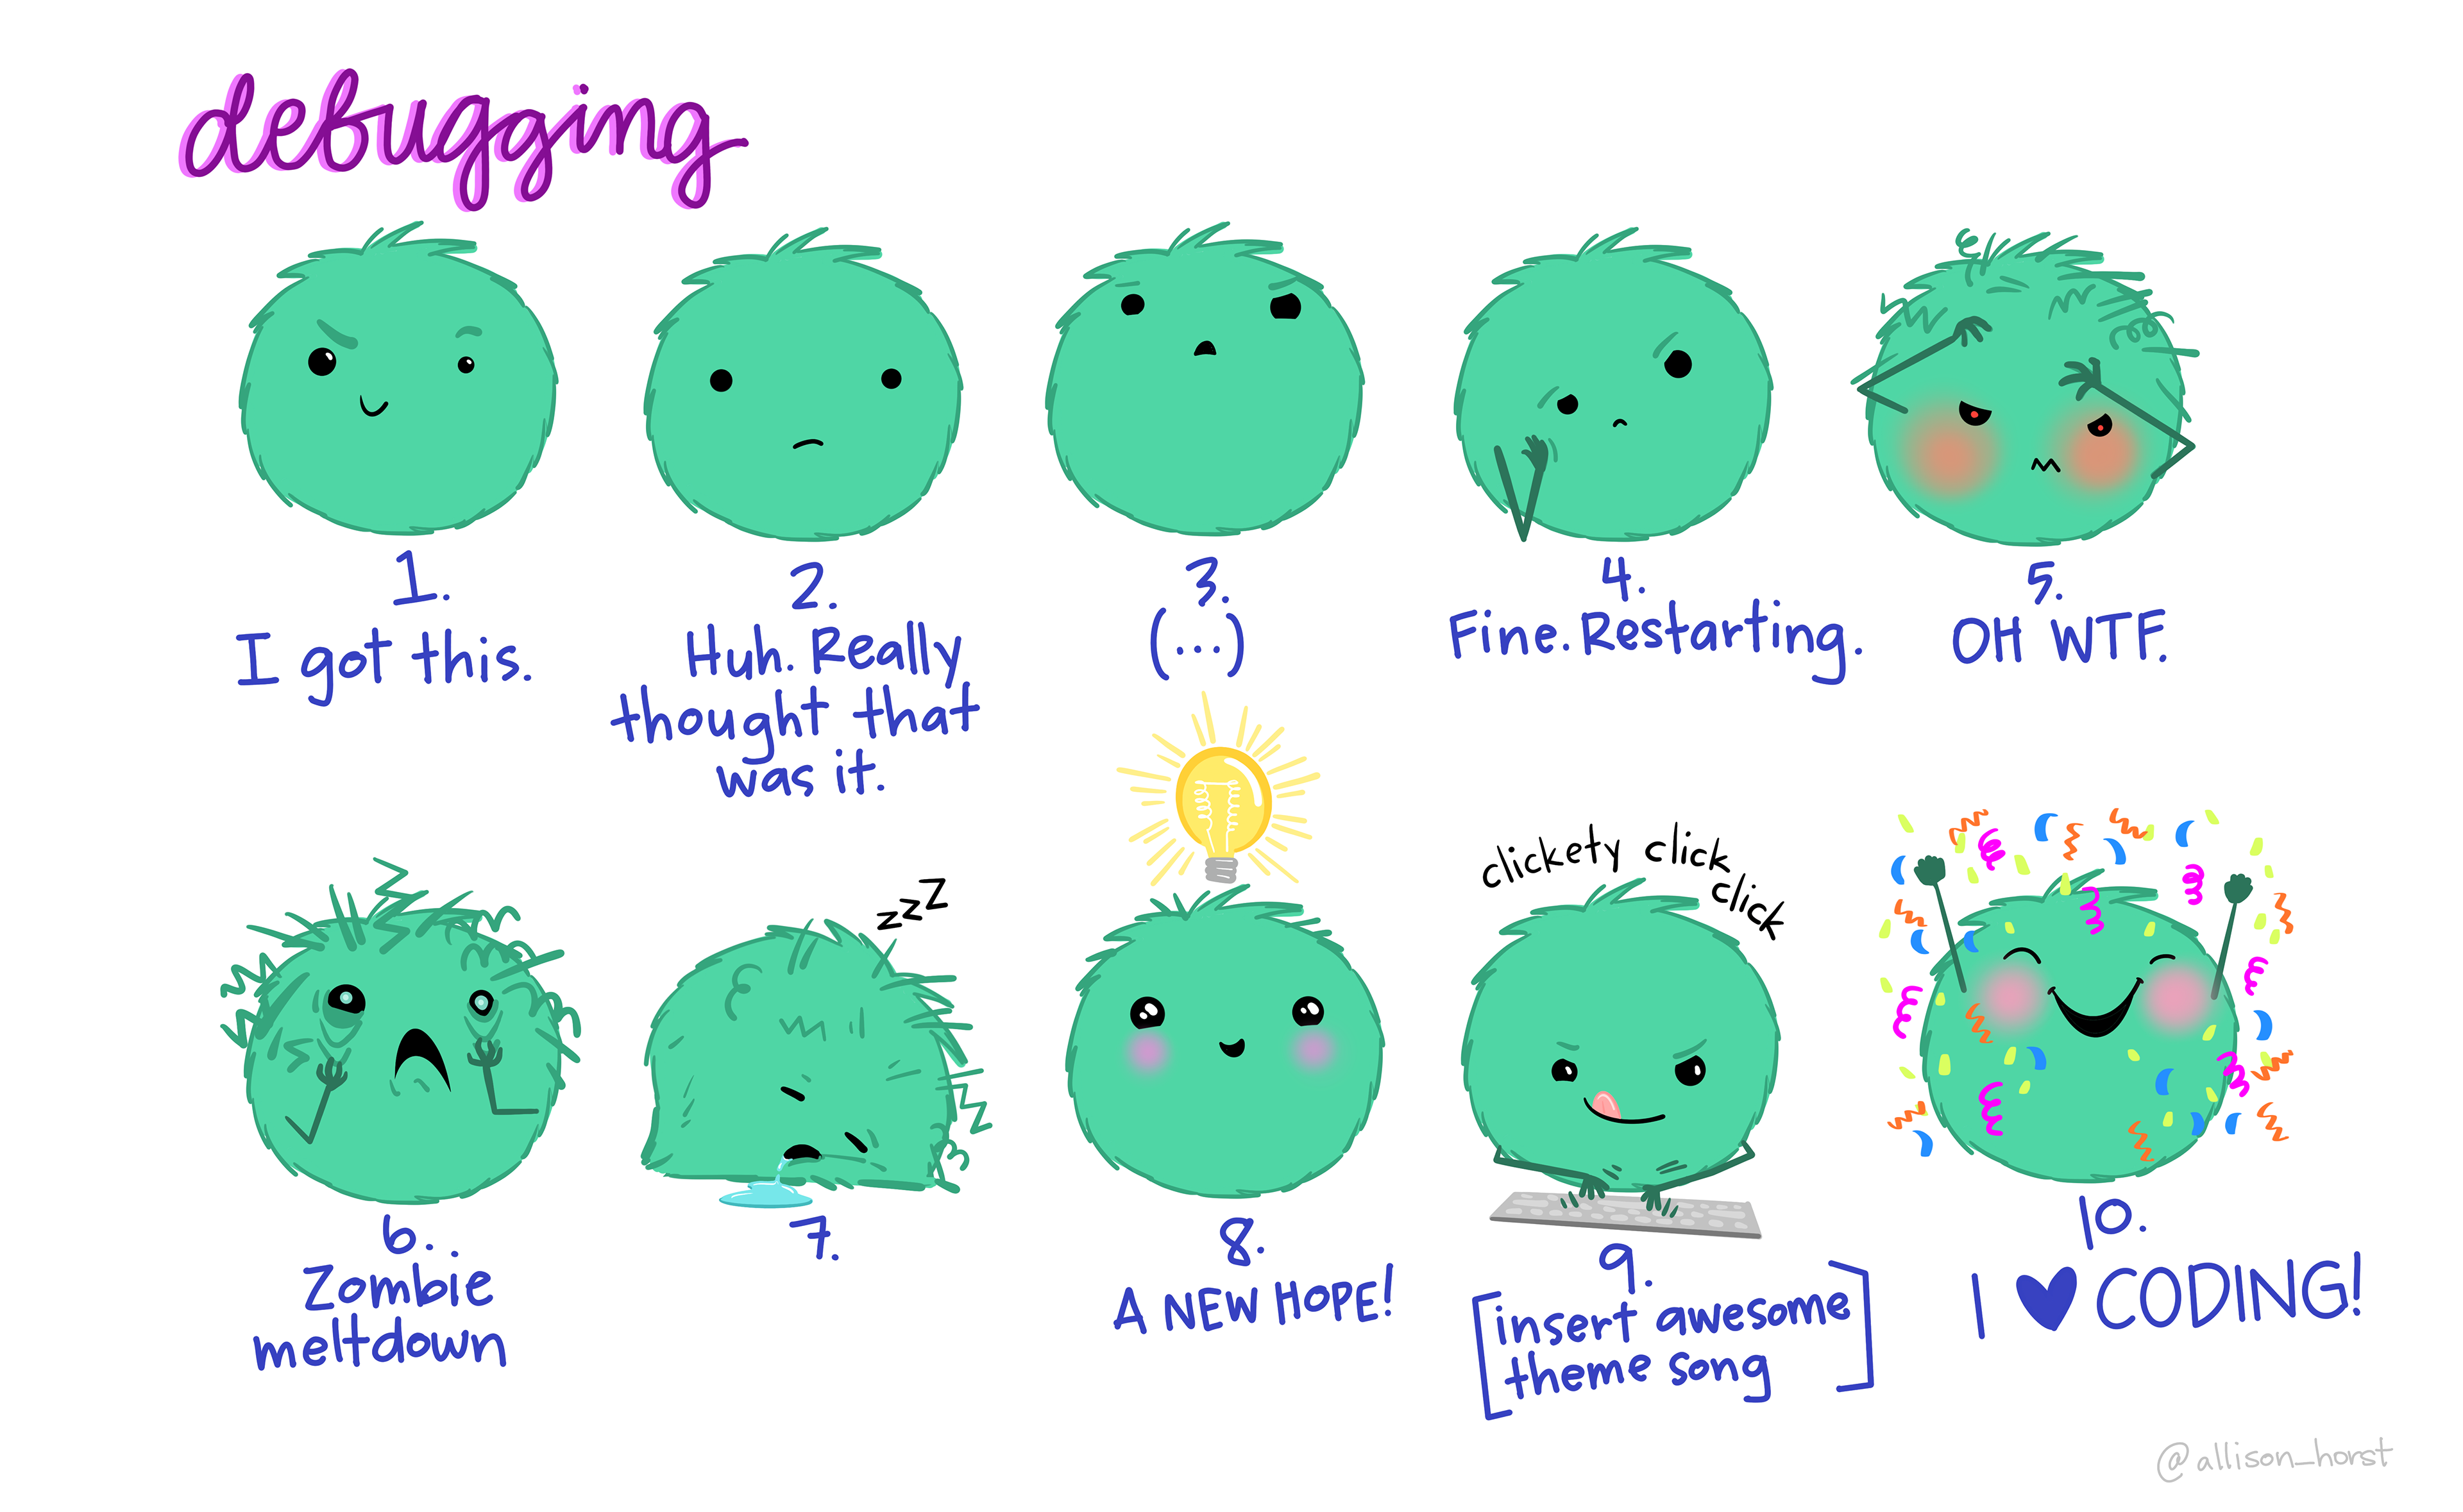 debugging
1.
I got this.
2.
Huh. Really
thought that
was it.
3.
(...)
4.
Fine. Restarting.
5.
OH WTF.
6.
Zombie
meltdown
zzZ
7.
8.
A NEW HOPE!
clickety click click
9.
[insert awesome
theme song]
10.
I ♥ CODING!
@allison_horst